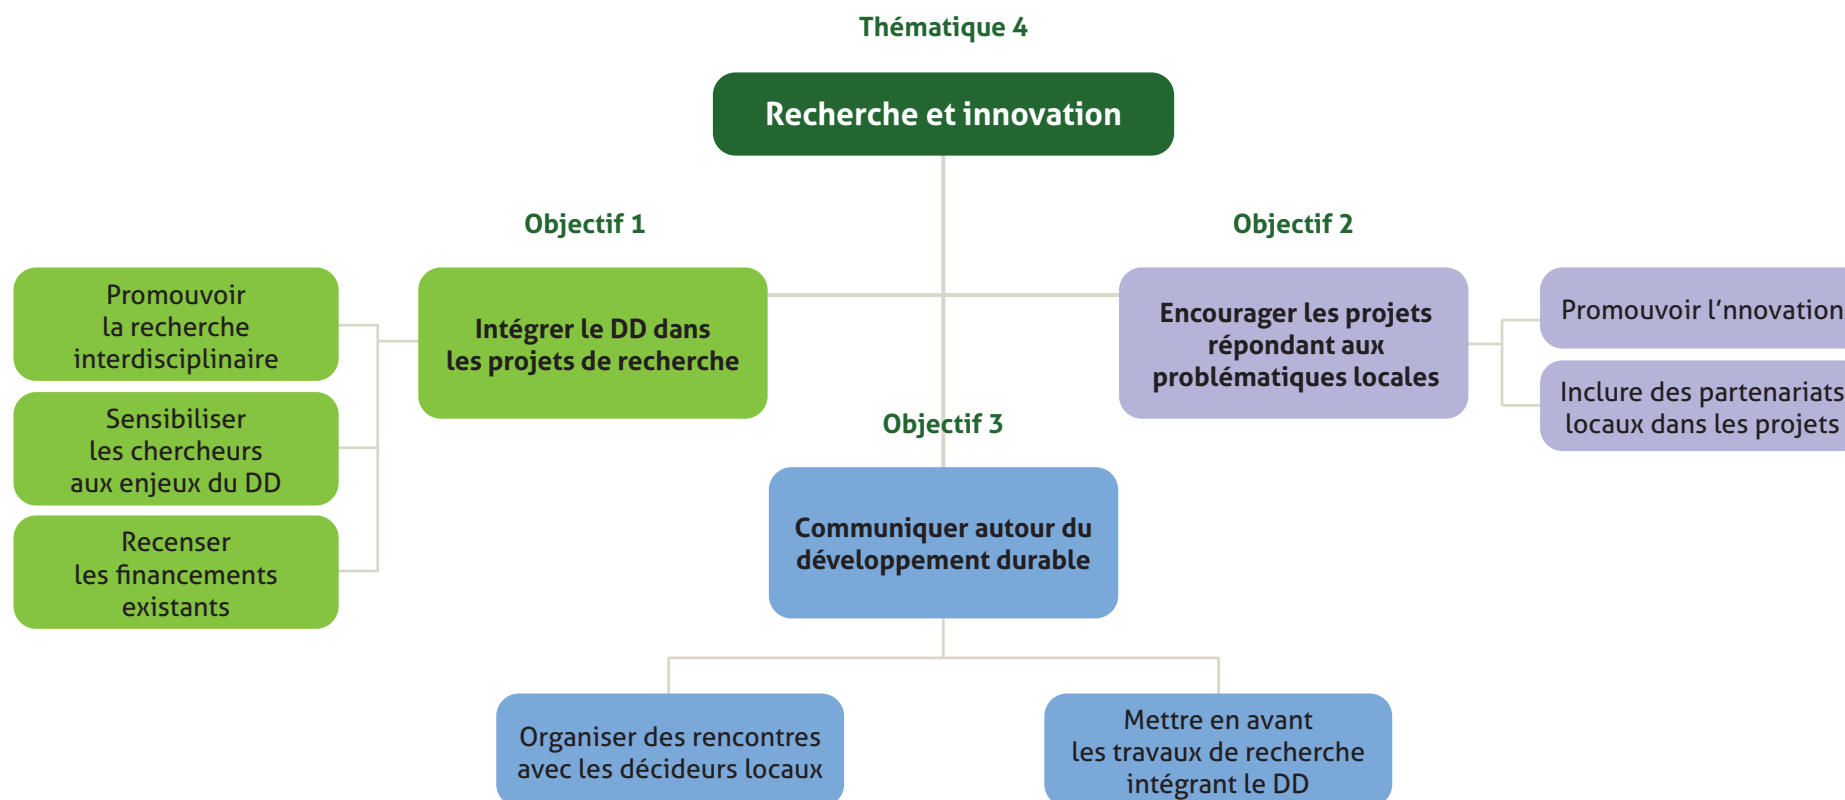 Thématique 4
Recherche et innovation
Objectif 1
Objectif 2
Promouvoir
la recherche
interdisciplinaire
Sensibiliser
les chercheurs
aux enjeux du DD
Recenser
les financements
existants
Intégrer le DD dans
les projets de recherche
Encourager les projets
répondant aux
problématiques locales
Promouvoir l’nnovation
Inclure des partenariats
locaux dans les projets
Objectif 3
Communiquer autour du
développement durable
Organiser des rencontres
avec les décideurs locaux
Mettre en avant
les travaux de recherche
intégrant le DD